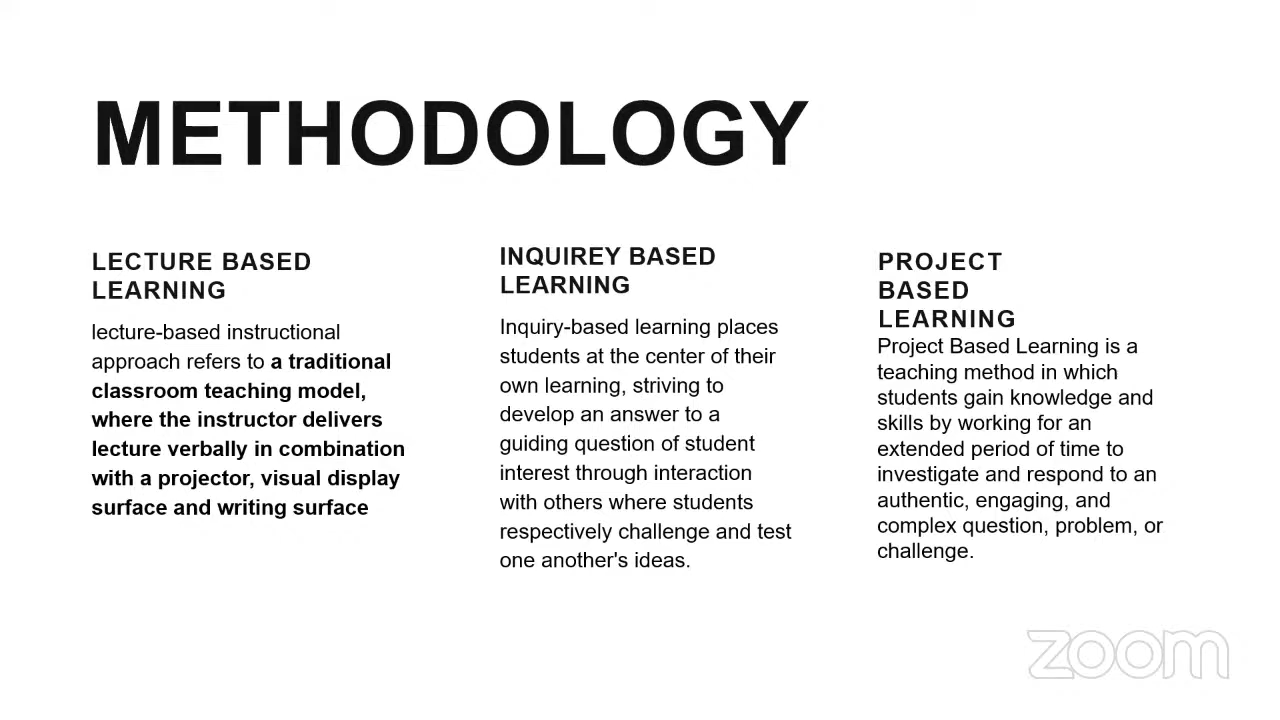 METHODOLOGY
LECTURE BASED
LEARNING
lecture-based instructional
approach refers to a traditional
classroom teaching model,
where the instructor delivers
lecture verbally in combination
with a projector, visual display
surface and writing surface
INQUIREY BASED
LEARNING
Inquiry-based learning places
students at the center of their
own learning, striving to
develop an answer to a
guiding question of student
interest through interaction
with others where students
respectively challenge and test
one another's ideas.
PROJECT
BASED
LEARNING
Project Based Learning is a
teaching method in which
students gain knowledge and
skills by working for an
extended period of time to
investigate and respond to an
authentic, engaging, and
complex question, problem, or
challenge.
zoom